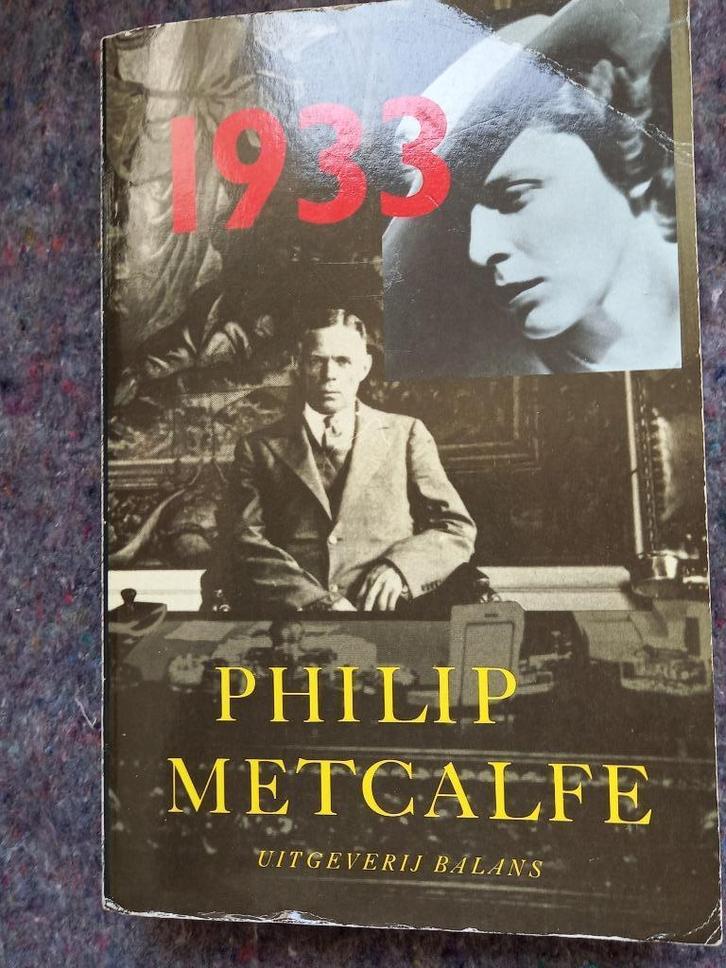 1933
PHILIP
METCALFE
UITGEVERIJ BALANS